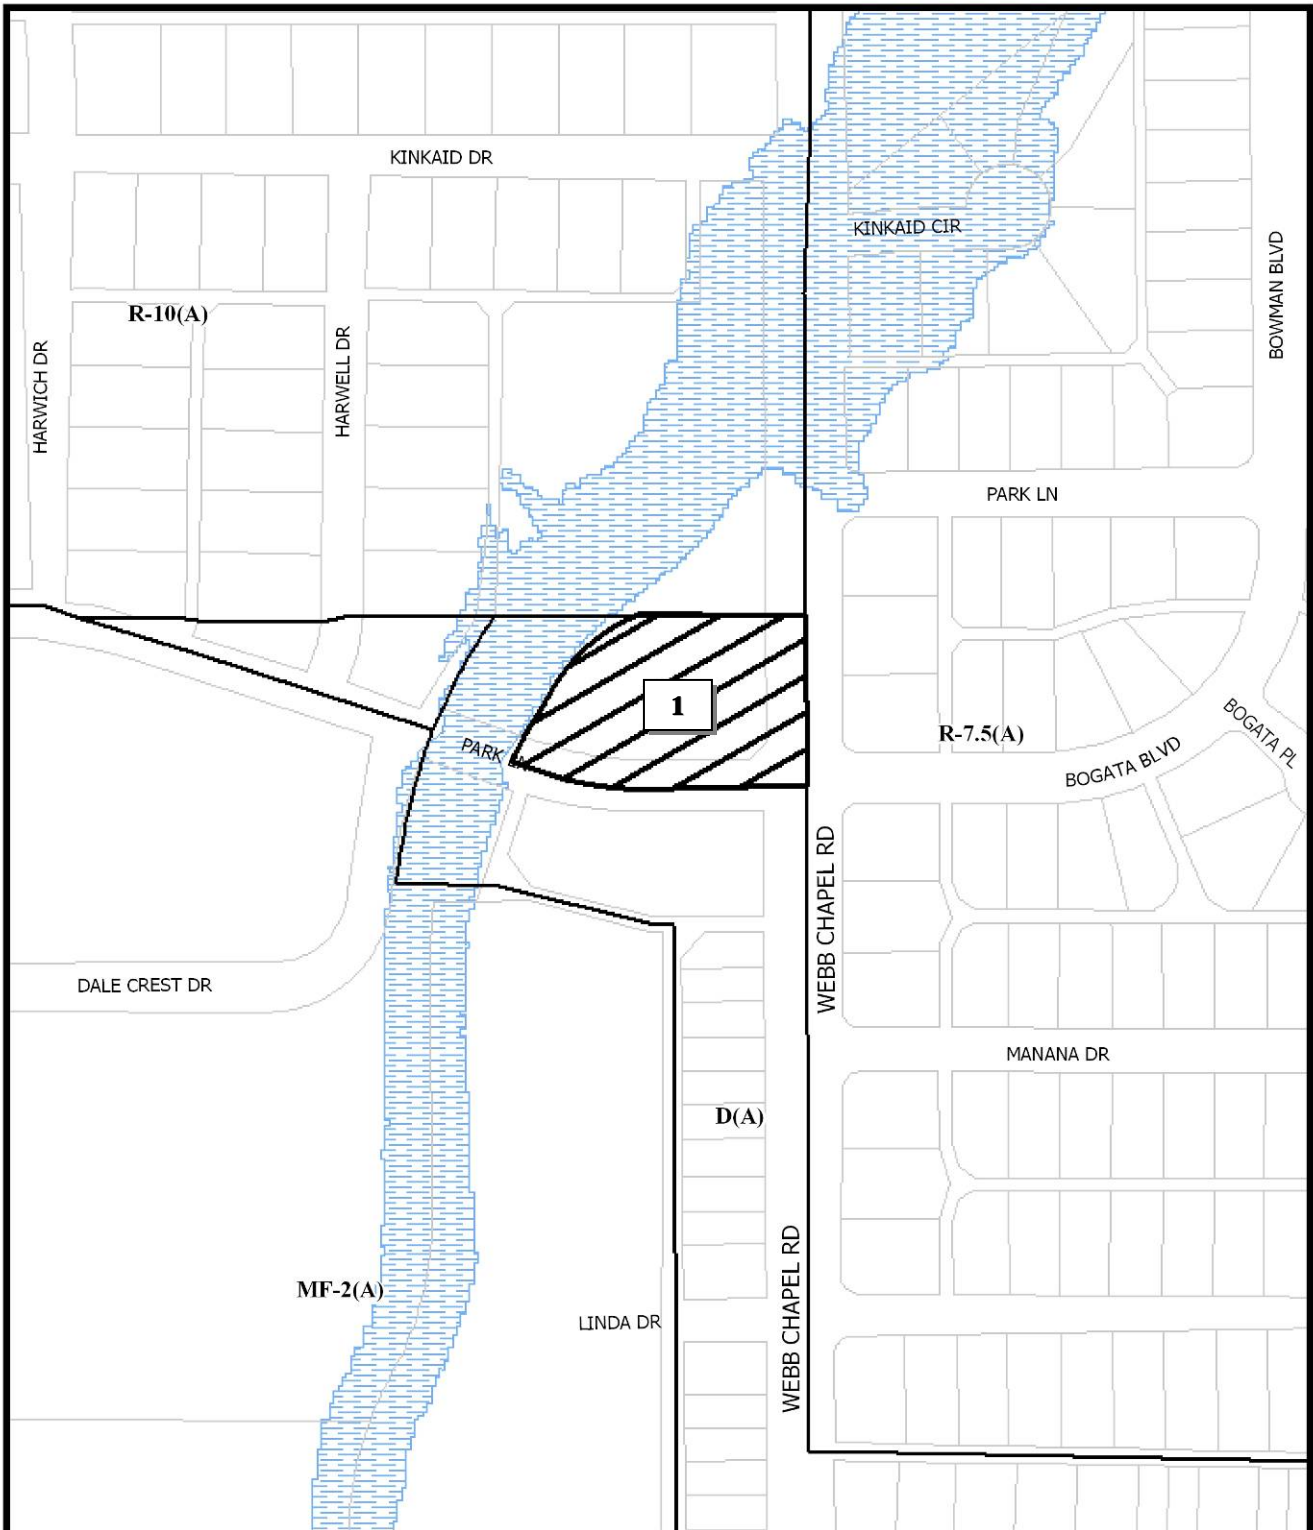 KINKAID DR
KINKAID CIR
BOWMAN BLVD
R-10(A)
HARWICH DR
HARWELL DR
PARK LN
1
BOGATA PL
R-7.5(A)
PARK LN
BOGATA BLVD
WEBB CHAPEL RD
DALE CREST DR
MANANA DR
D(A)
MF-2(A)
LINDA DR
WEBB CHAPEL RD